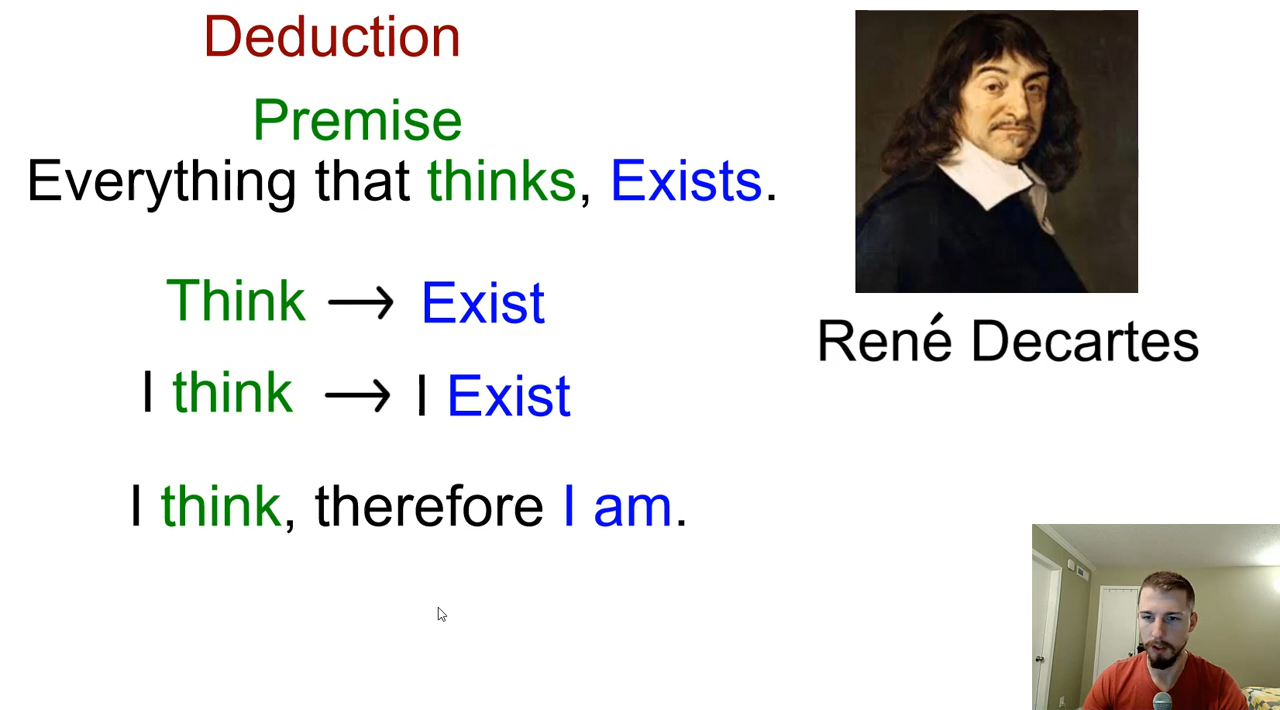 Deduction
Premise
Everything that thinks, Exists.
Think → Exist
I think → I Exist
I think, therefore I am.
René Decartes